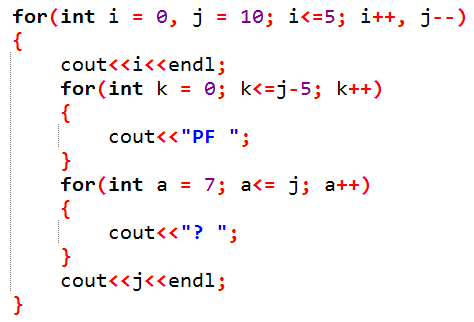 for(int i = 0, j = 10; i<=5; i++, j--)
{
    cout<<i<<endl;
    for(int k = 0; k<=j-5; k++)
    {
        cout<<"PF ";
    }
    for(int a = 7; a<= j; a++)
    {
        cout<<"? ";
    }
    cout<<j<<endl;
}